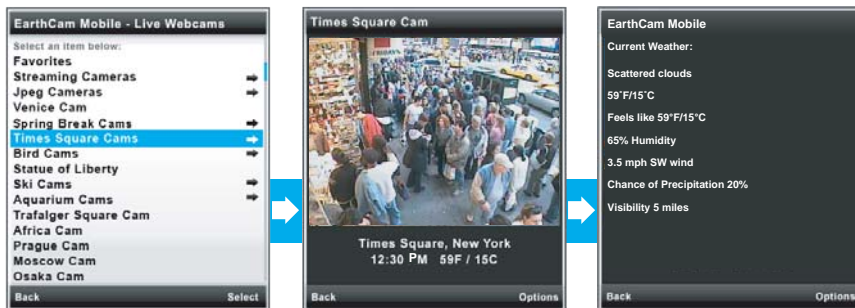 EarthCam Mobile - Live Webcams
Select an item below:
Favorites
Streaming Cameras
Jpeg Cameras
Venice Cam
Spring Break Cams
Times Square Cams
Bird Cams
Statue of Liberty
Ski Cams
Aquarium Cams
Trafalger Square Cam
Africa Cam
Prague Cam
Moscow Cam
Osaka Cam
Back Select
Times Square Cam
FRIDAYS
Times Square, New York
12:30 PM 59F / 15C
Back Options
EarthCam Mobile
Current Weather:
Scattered clouds
59°F/15°C
Feels like 59°F/15°C
65% Humidity
3.5 mph SW wind
Chance of Precipitation 20%
Visibility 5 miles
Back Options